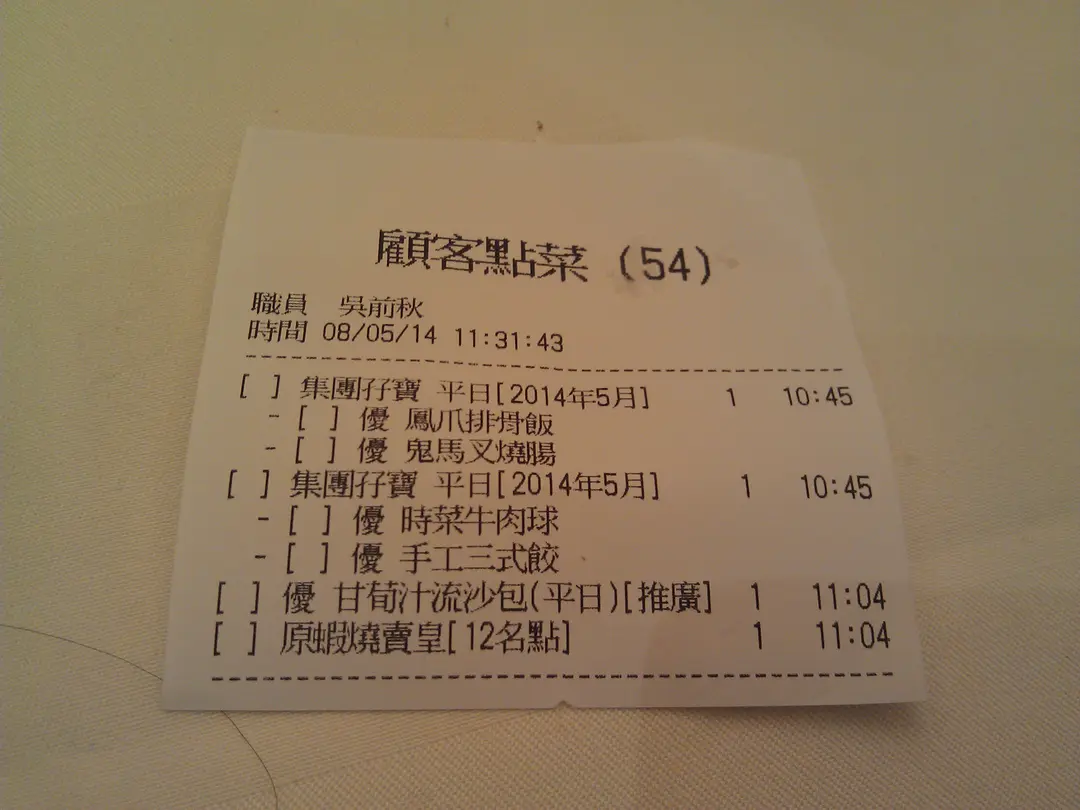 顧客點菜 (54)
職員 吳前秋
時間 08/05/14 11:31:43
[ ] 集團孖寶 平日[2014年5月] 1 10:45
- [ ] 優 鳳爪排骨飯
- [ ] 優 鬼馬叉燒腸
[ ] 集團孖寶 平日[2014年5月] 1 10:45
- [ ] 優 時菜牛肉球
- [ ] 優 手工三式餃
[ ] 優 甘荀汁流沙包(平日)[推廣] 1 11:04
[ ] 原蝦燒賣皇[12名點] 1 11:04